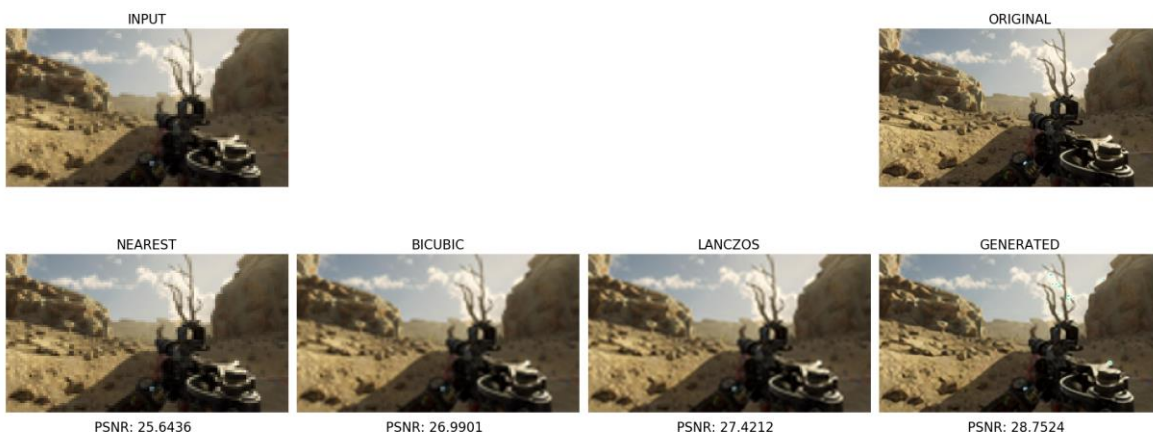 INPUT
ORIGINAL
NEAREST
BICUBIC
LANCZOS
GENERATED
PSNR: 25.6436
PSNR: 26.9901
PSNR: 27.4212
PSNR: 28.7524